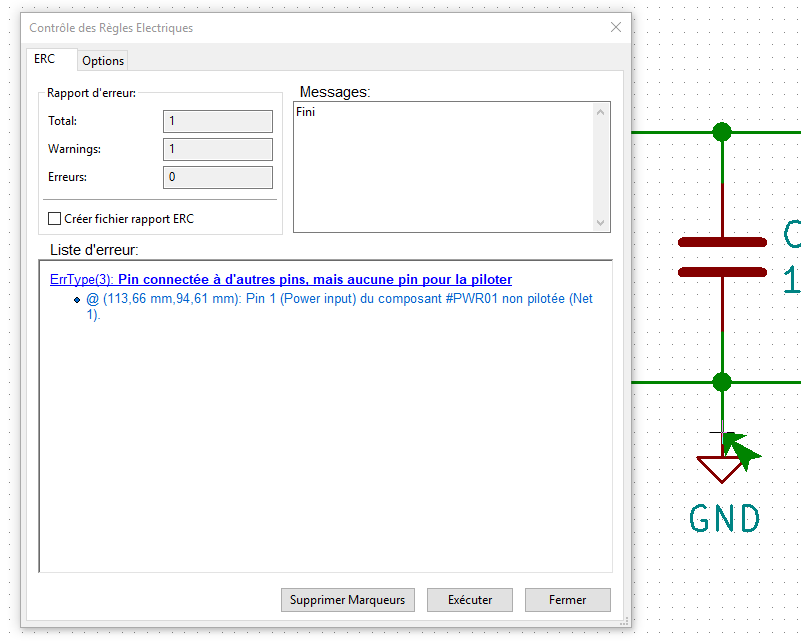 Contrôle des Règles Electriques
ERC
Options
Rapport d'erreur:
Total:
1
Warnings:
1
Erreurs:
0
Créer fichier rapport ERC
Messages:
Fini
Liste d'erreur:
ErrType(3): Pin connectée à d'autres pins, mais aucune pin pour la piloter
@ (113,66 mm,94,61 mm): Pin 1 (Power input) du composant #PWR01 non pilotée (Net
1).
Supprimer Marqueurs
Exécuter
Fermer
C
1
GND